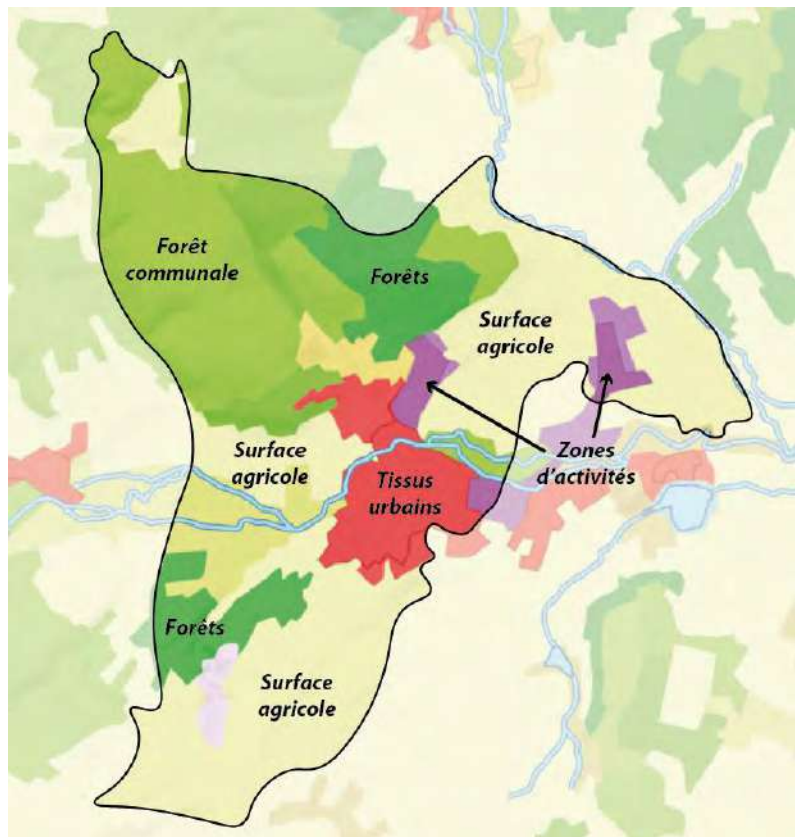 Forêt
communale
Forêts
Surface
agricole
Surface
agricole
Zones
d'activités
Tissus
urbains
Forêts
Surface
agricole